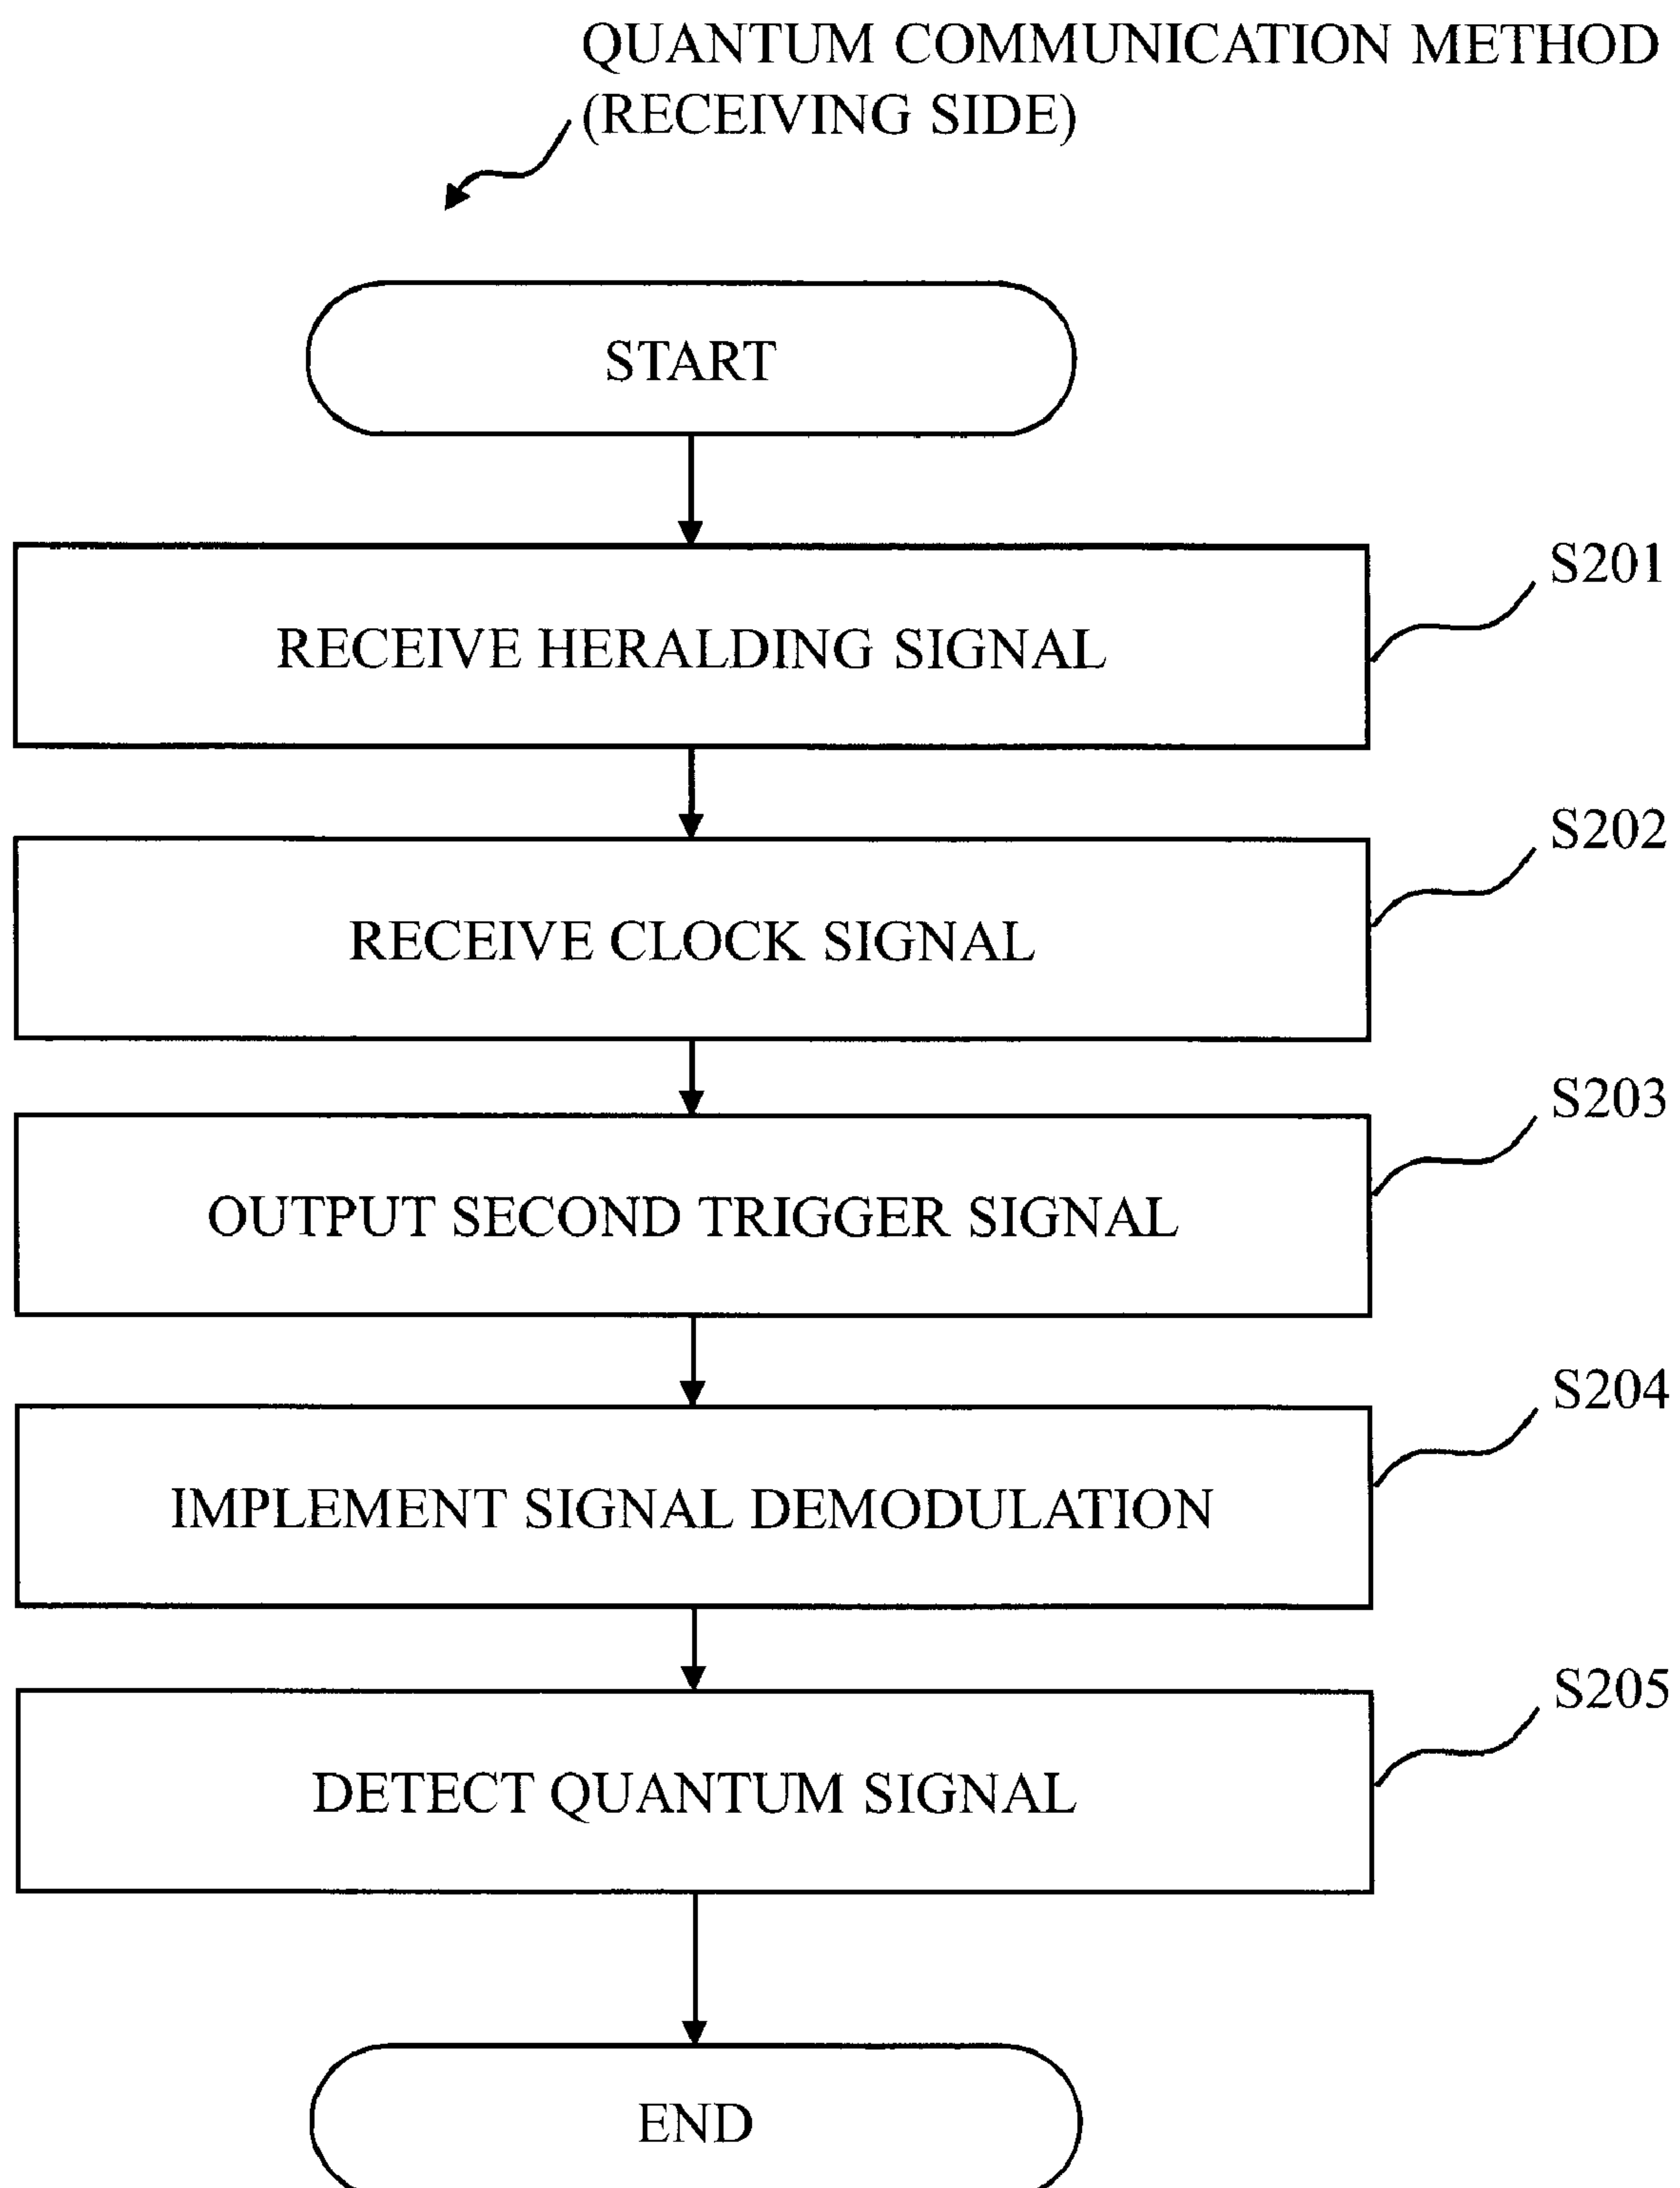 QUANTUM COMMUNICATION METHOD
(RECEIVING SIDE)
START
S201
RECEIVE HERALDING SIGNAL
S202
RECEIVE CLOCK SIGNAL
S203
OUTPUT SECOND TRIGGER SIGNAL
S204
IMPLEMENT SIGNAL DEMODULATION
S205
DETECT QUANTUM SIGNAL
END